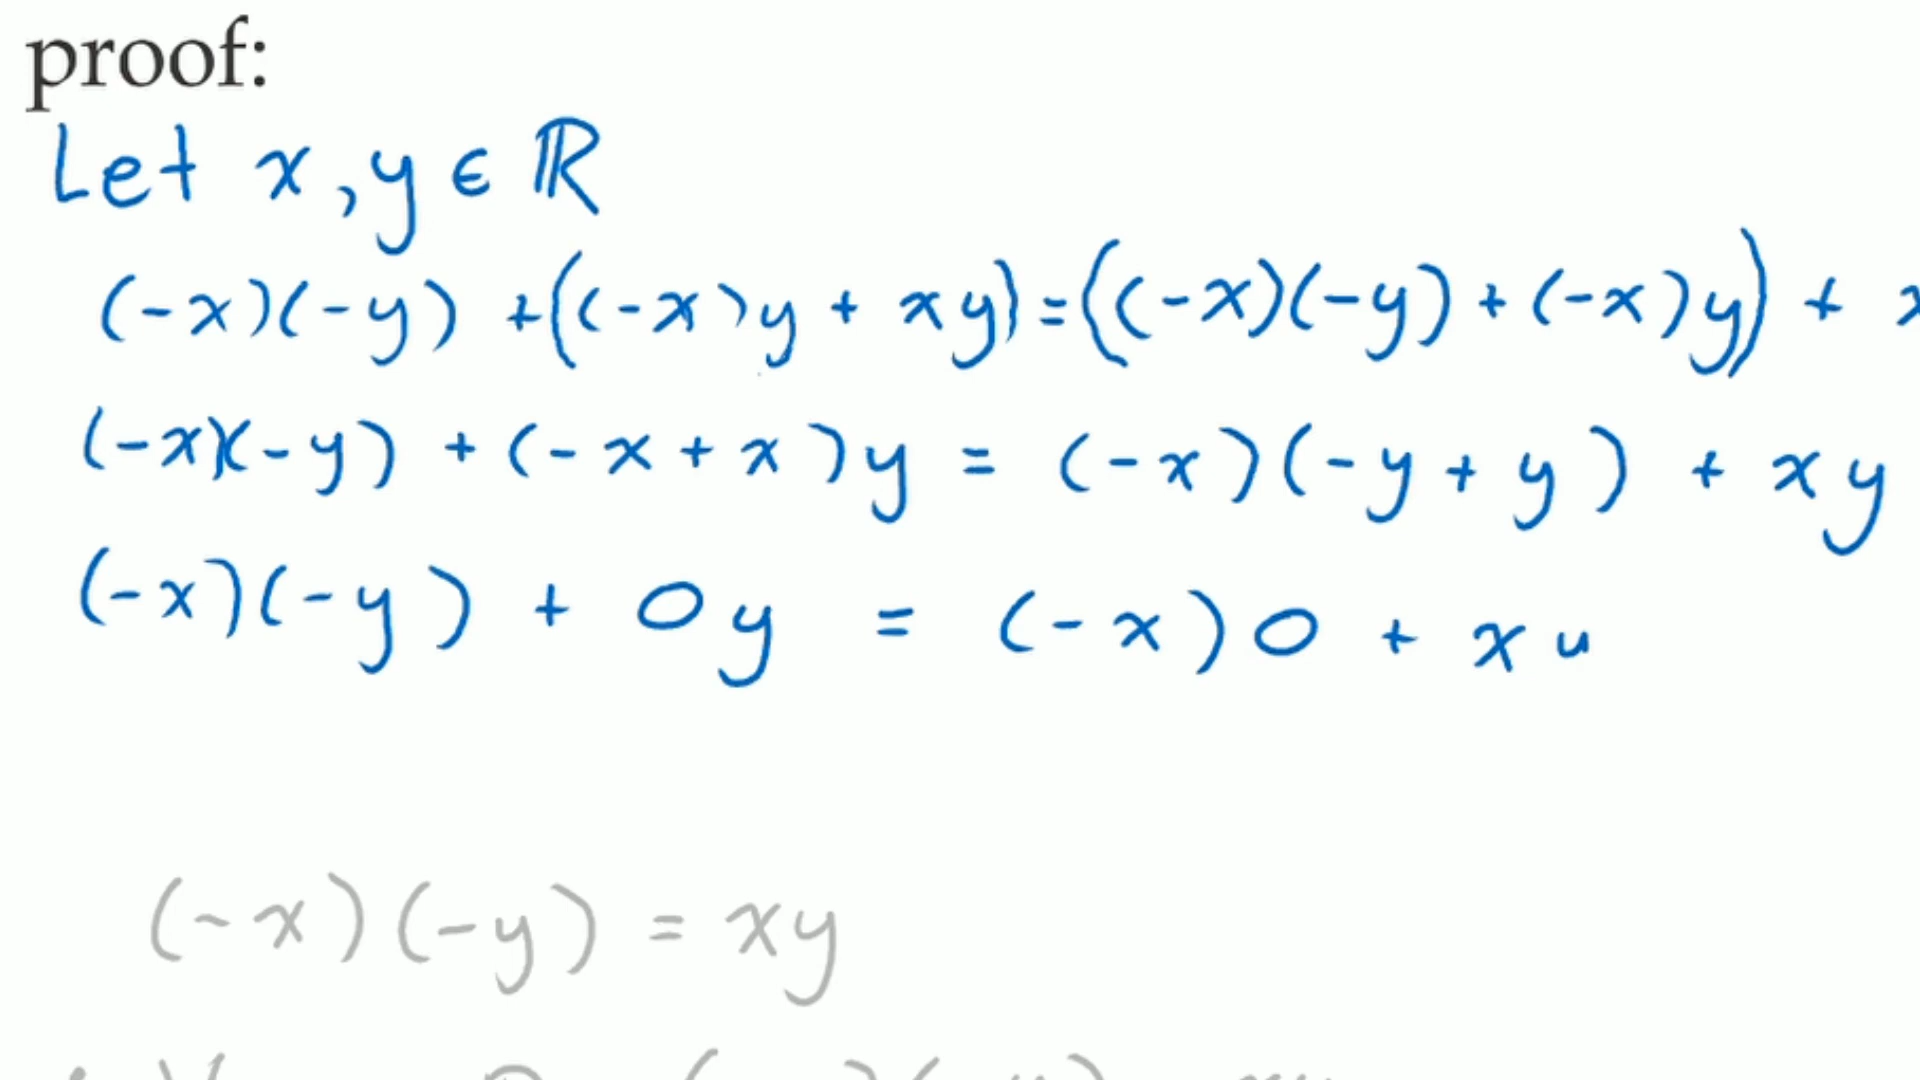 proof:
Let x, y ∈ ℝ
(-x)(-y) + ((-x)y + xy) = ((-x)(-y) + (-x)y) +
(-x)(-y) + (-x + x)y = (-x)(-y + y) + xy
(-x)(-y) + 0y = (-x)0 + x
(-x)(-y) = xy